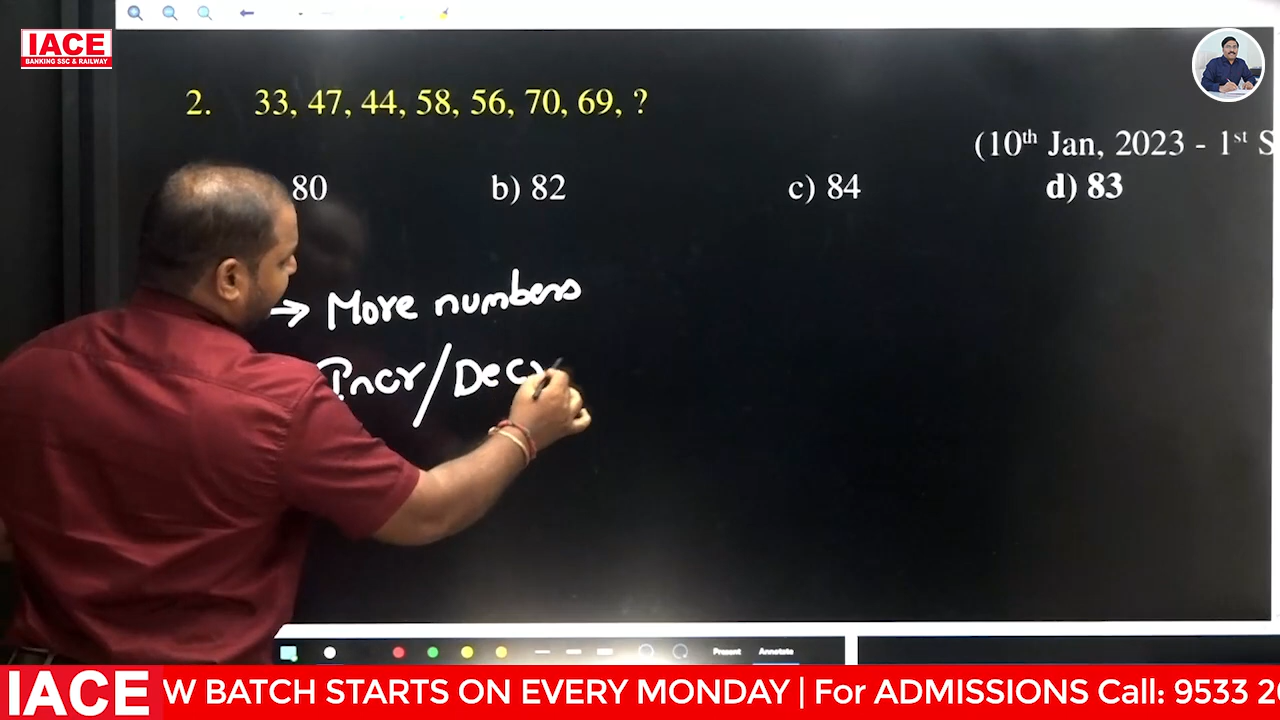 IACE
BANKING SSC & RAILWAY
2. 33, 47, 44, 58, 56, 70, 69, ?
(10th Jan, 2023 - 1st S
80 b) 82 c) 84 d) 83
→ More numbers
Incr/Decr
Present Annotate
IACE W BATCH STARTS ON EVERY MONDAY | For ADMISSIONS Call: 9533 2